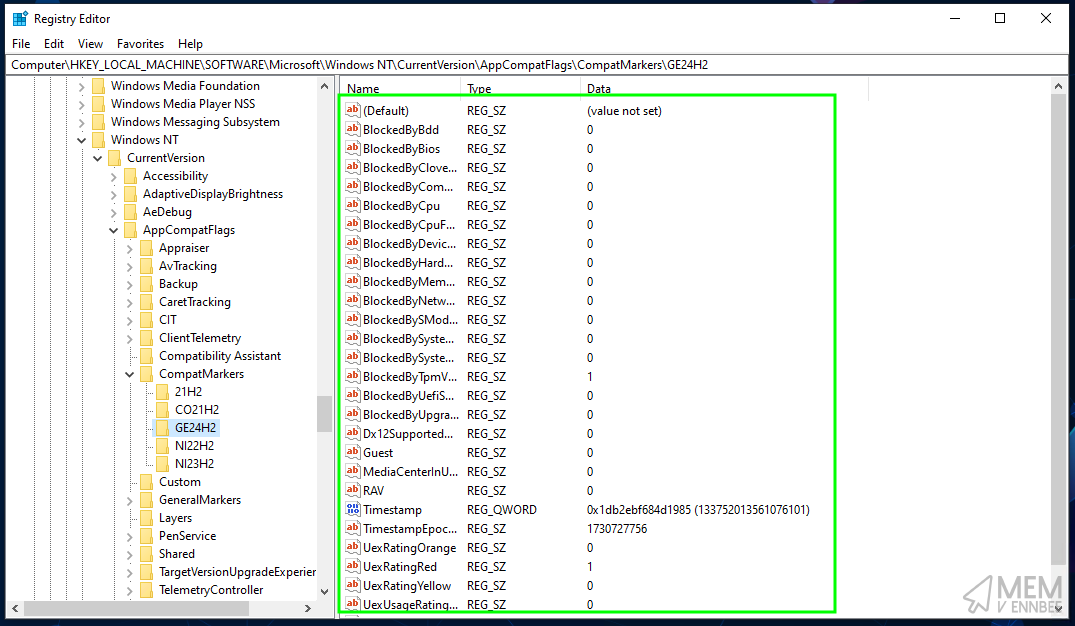 Registry Editor
File Edit View Favorites Help
Computer\HKEY_LOCAL_MACHINE\SOFTWARE\Microsoft\Windows NT\CurrentVersion\AppCompatFlags\CompatMarkers\GE24H2
Windows Media Foundation
Windows Media Player NSS
Windows Messaging Subsystem
Windows NT
CurrentVersion
Accessibility
AdaptiveDisplayBrightness
AeDebug
AppCompatFlags
Appraiser
AvTracking
Backup
CaretTracking
CIT
ClientTelemetry
Compatibility Assistant
CompatMarkers
21H2
CO21H2
GE24H2
NI22H2
NI23H2
Custom
GeneralMarkers
Layers
PenService
Shared
TargetVersionUpgradeExperier
TelemetryController
Name Type Data
(Default) REG_SZ (value not set)
BlockedByBdd REG_SZ 0
BlockedByBios REG_SZ 0
BlockedByClove... REG_SZ 0
BlockedByCom... REG_SZ 0
BlockedByCpu REG_SZ 0
BlockedByCpuF... REG_SZ 0
BlockedByDevic... REG_SZ 0
BlockedByHard... REG_SZ 0
BlockedByMem... REG_SZ 0
BlockedByNetw... REG_SZ 0
BlockedBySMod... REG_SZ 0
BlockedBySyste... REG_SZ 0
BlockedBySyste... REG_SZ 0
BlockedByTpmV... REG_SZ 1
BlockedByUefiS... REG_SZ 0
BlockedByUpgra... REG_SZ 0
Dx12Supported... REG_SZ 0
Guest REG_SZ 0
MediaCenterInU... REG_SZ 0
RAV REG_SZ 0
Timestamp REG_QWORD 0x1db2ebf684d1985 (133752013561076101)
TimestampEpoc... REG_SZ 1730727756
UexRatingOrange REG_SZ 0
UexRatingRed REG_SZ 1
UexRatingYellow REG_SZ 0
UexUsageRating... REG_SZ 0
MEM
V ENNBEE